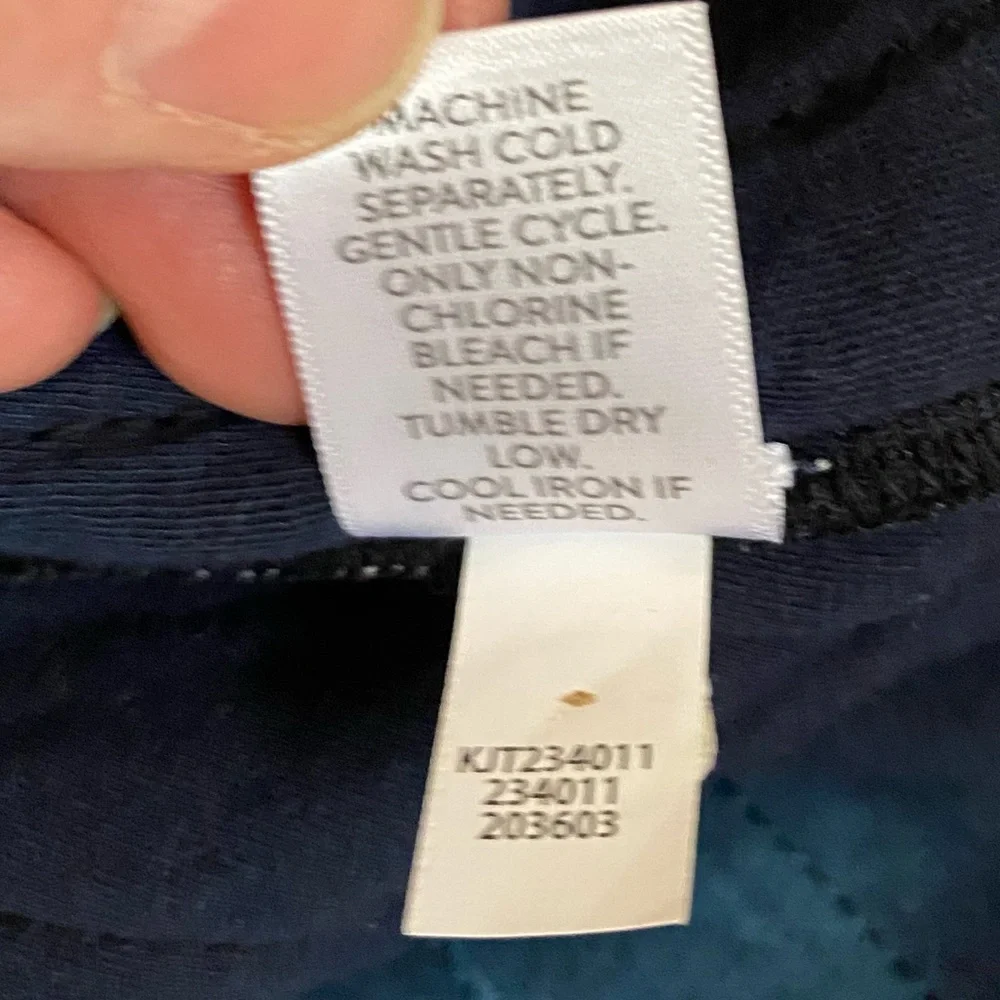 MACHINE
WASH COLD
SEPARATELY.
GENTLE CYCLE.
ONLY NON-
CHLORINE
BLEACH IF
NEEDED.
TUMBLE DRY
LOW.
COOL IRON IF
NEEDED.
KJT234011
234011
203603